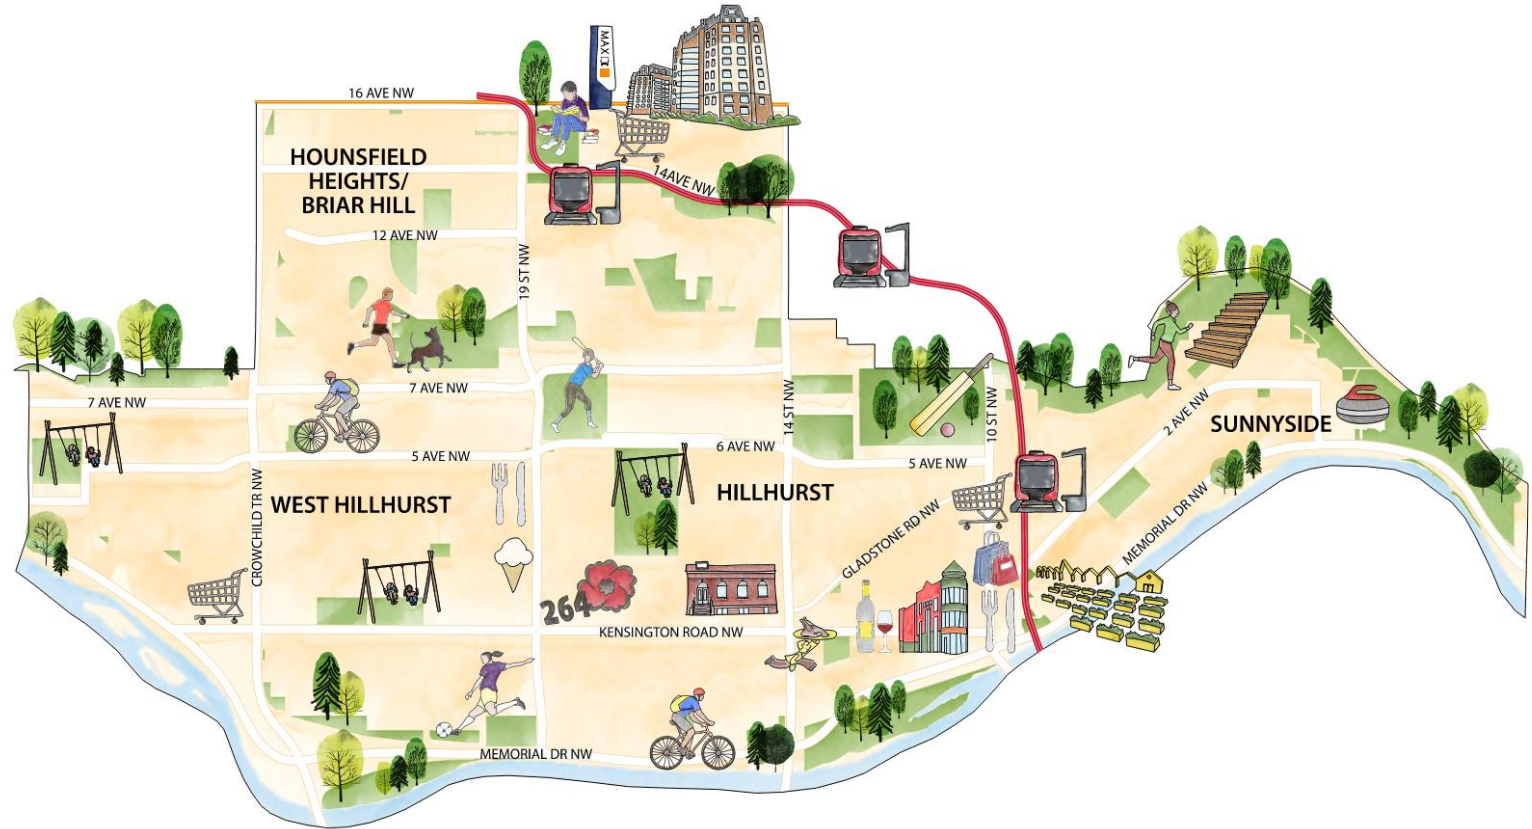 MAX
16 AVE NW
HOUNSFIELD
HEIGHTS/
BRIAR HILL
14AVE NW
12 AVE NW
19 ST NW
7 AVE NW
7 AVE NW
14 ST NW
10 ST NW
2 AVE NW
SUNNYSIDE
6 AVE NW
5 AVE NW
5 AVE NW
CROWCHILD TR NW
WEST HILLHURST
HILLHURST
GLADSTONE RD NW
MEMORIAL DR NW
264
KENSINGTON ROAD NW
MEMORIAL DR NW